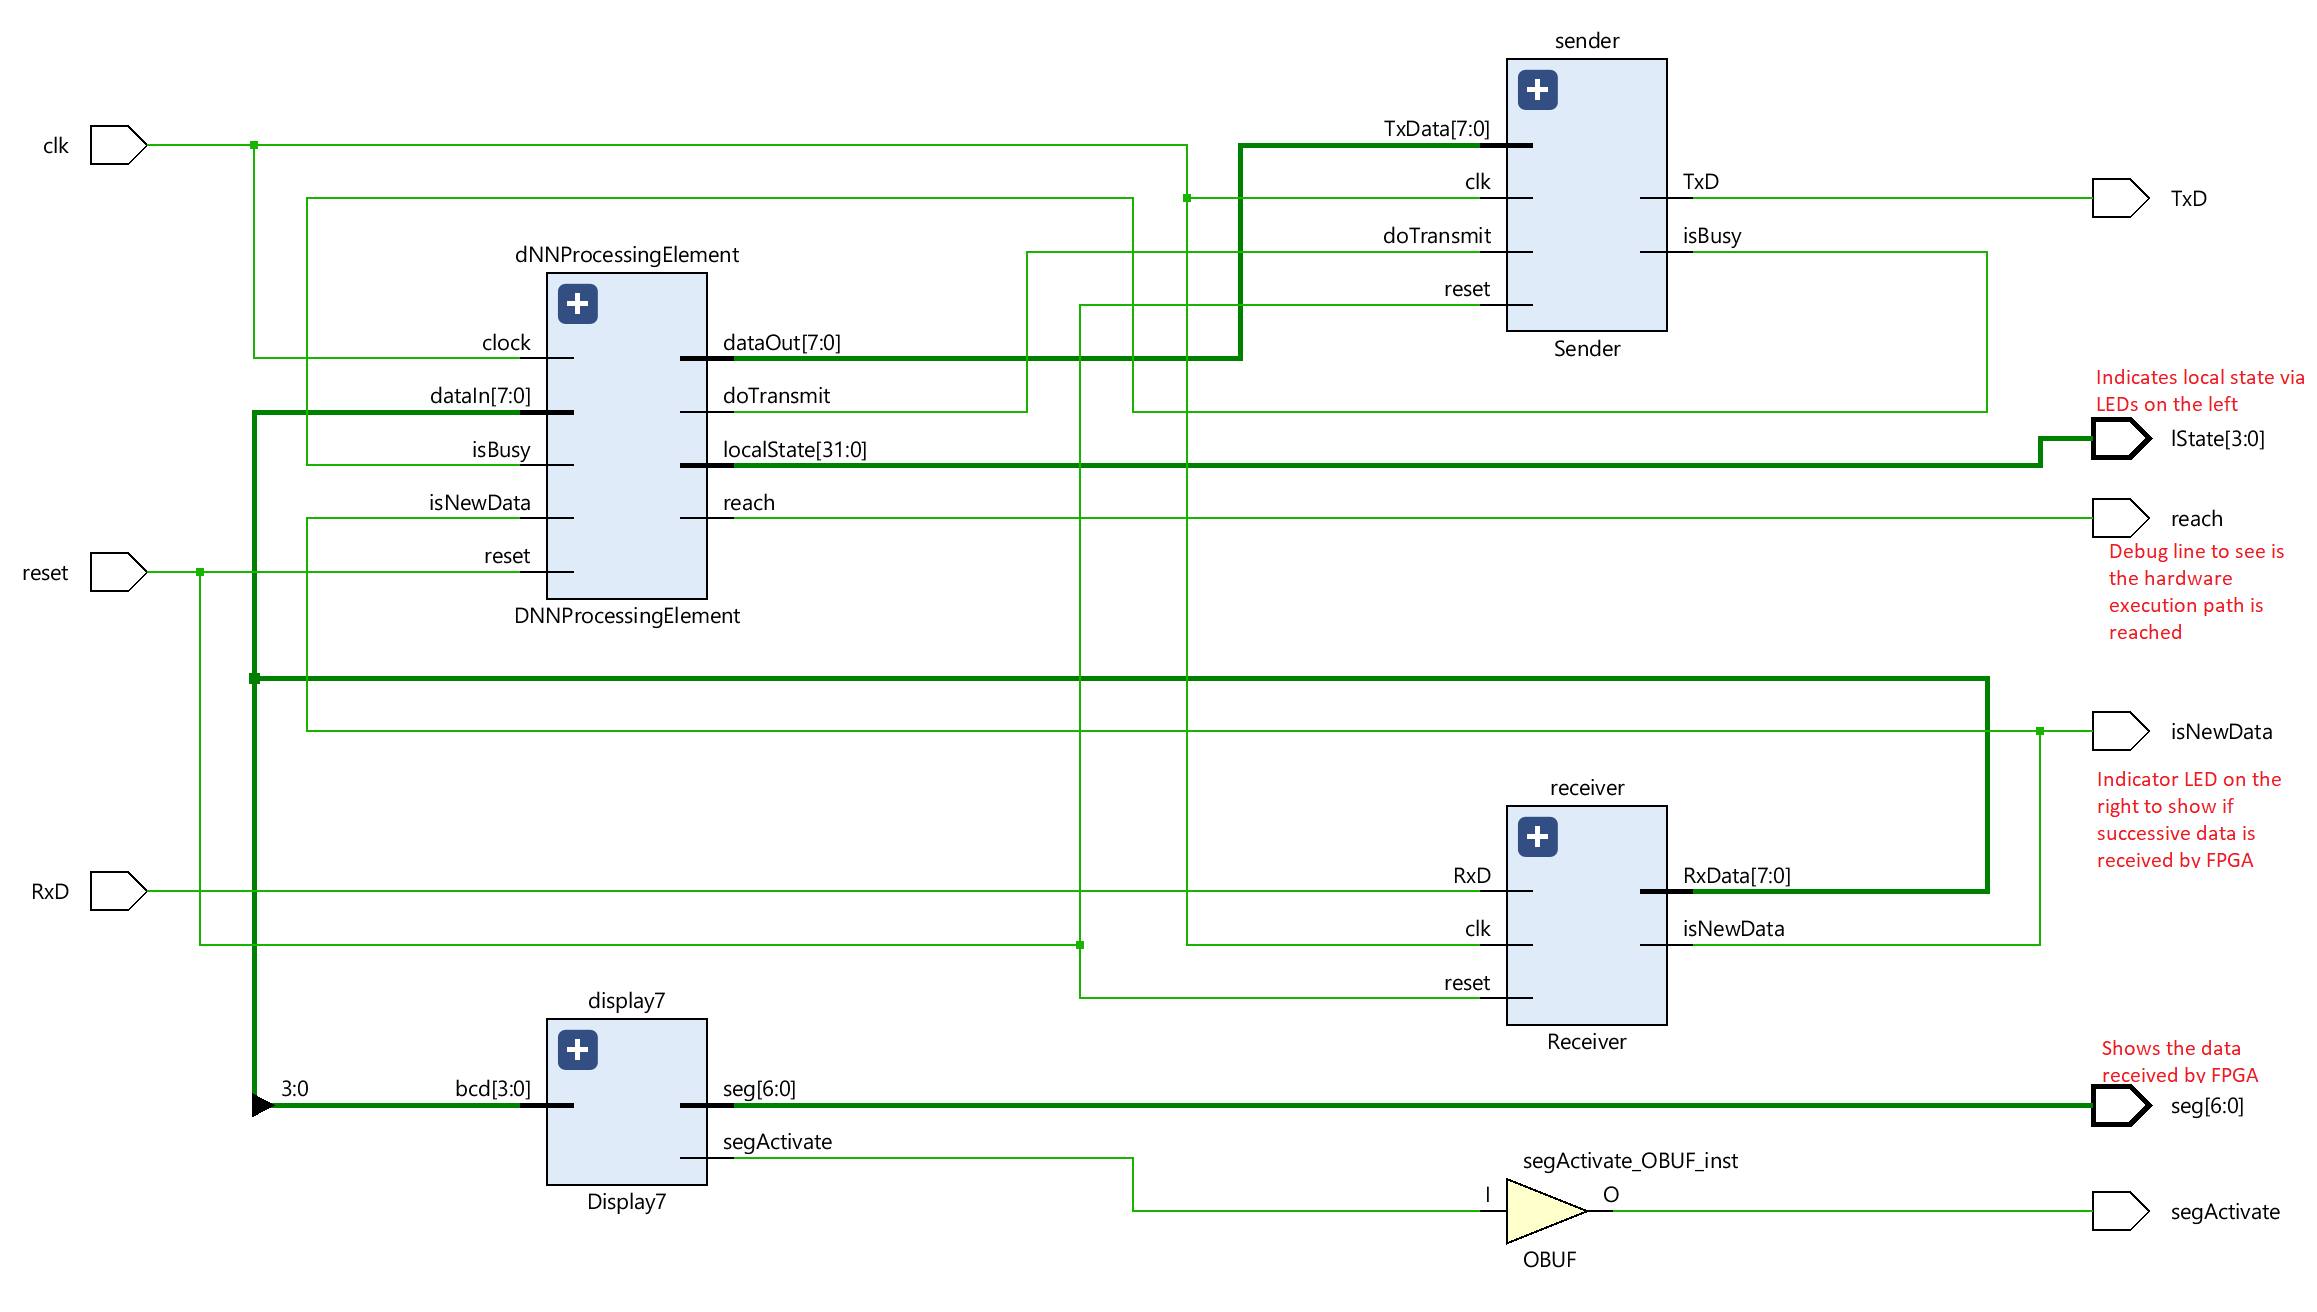 sender
TxData[7:0]
clk
clk
TxD
TxD
doTransmit
isBusy
dNNProcessingElement
reset
clock
dataOut[7:0]
Sender
Indicates local state via
LEDs on the left
dataIn[7:0]
doTransmit
lState[3:0]
isBusy
localState[31:0]
isNewData
reach
reach
Debug line to see is
the hardware
execution path is
reached
reset
reset
DNNProcessingElement
isNewData
Indicator LED on the
right to show if
successive data is
received by FPGA
receiver
RxD
RxD
RxData[7:0]
clk
isNewData
reset
display7
Receiver
Shows the data
received by FPGA
3:0
bcd[3:0]
seg[6:0]
seg[6:0]
segActivate
segActivate_OBUF_inst
I
O
Display7
segActivate
OBUF